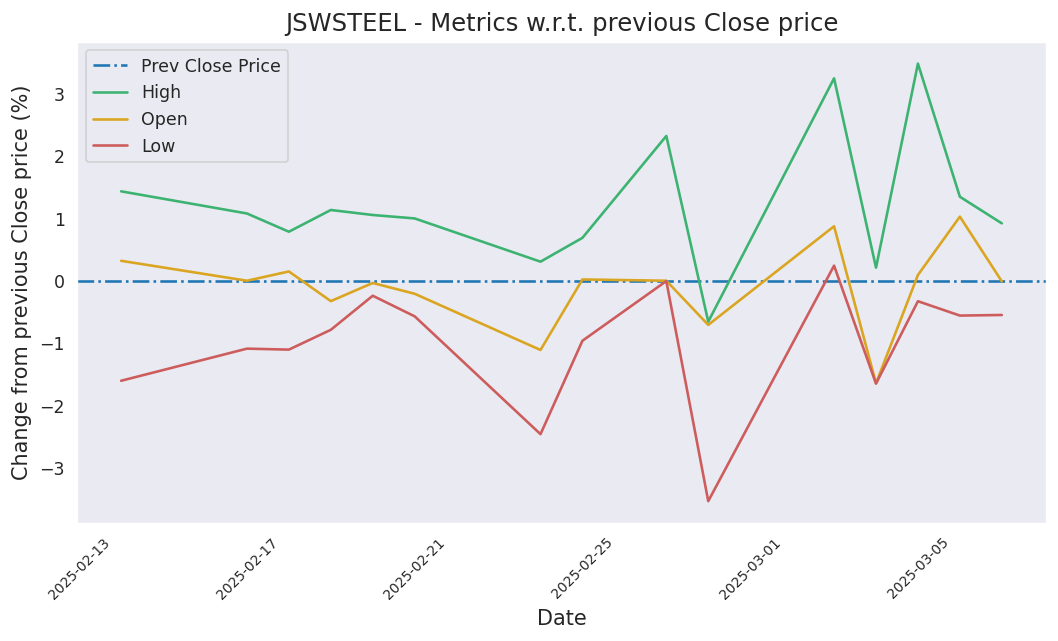 JSWSTEEL - Metrics w.r.t. previous Close price
Prev Close Price
High
Open
Low
Change from previous Close price (%)
3
2
1
0
−1
−2
−3
2025-02-13
2025-02-17
2025-02-21
2025-02-25
2025-03-01
2025-03-05
Date